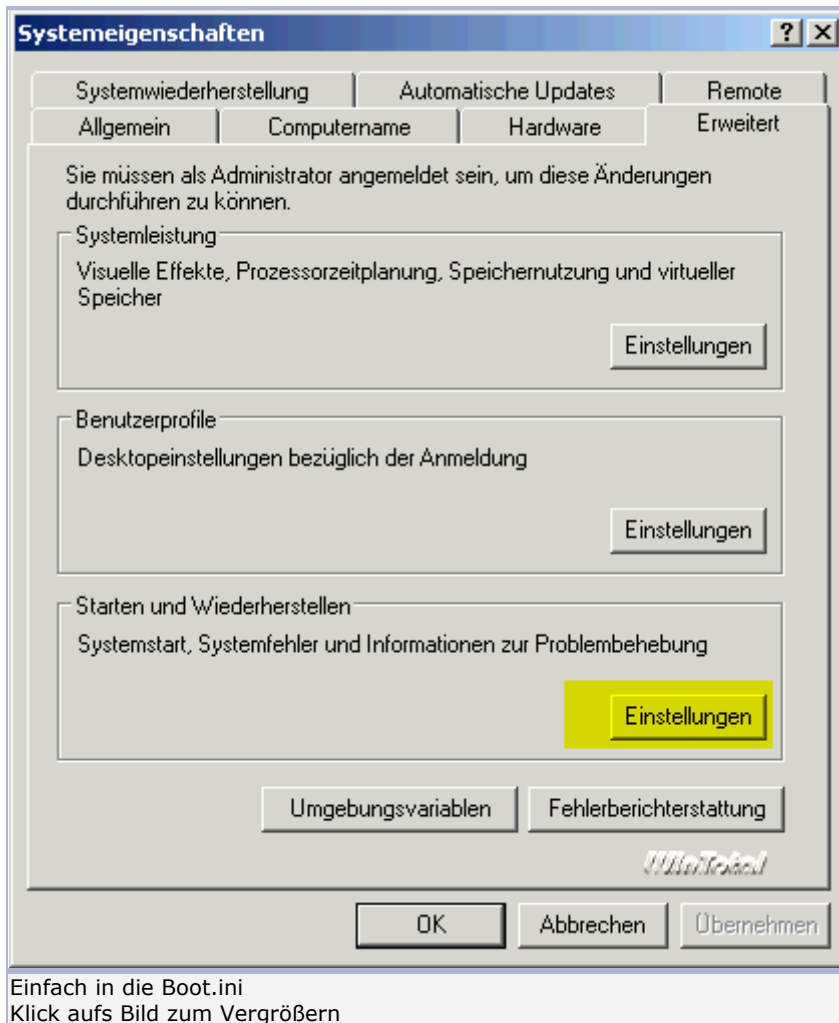 Systemeigenschaften
Systemwiederherstellung Automatische Updates Remote
Allgemein Computername Hardware Erweitert
Sie müssen als Administrator angemeldet sein, um diese Änderungen
durchführen zu können.
Systemleistung
Visuelle Effekte, Prozessorzeitplanung, Speichernutzung und virtueller
Speicher
Einstellungen
Benutzerprofile
Desktopeinstellungen bezüglich der Anmeldung
Einstellungen
Starten und Wiederherstellen
Systemstart, Systemfehler und Informationen zur Problembehebung
Einstellungen
Umgebungsvariablen Fehlerberichterstattung
WinTotal
OK Abbrechen Übernehmen
Einfach in die Boot.ini
Klick aufs Bild zum Vergrößern